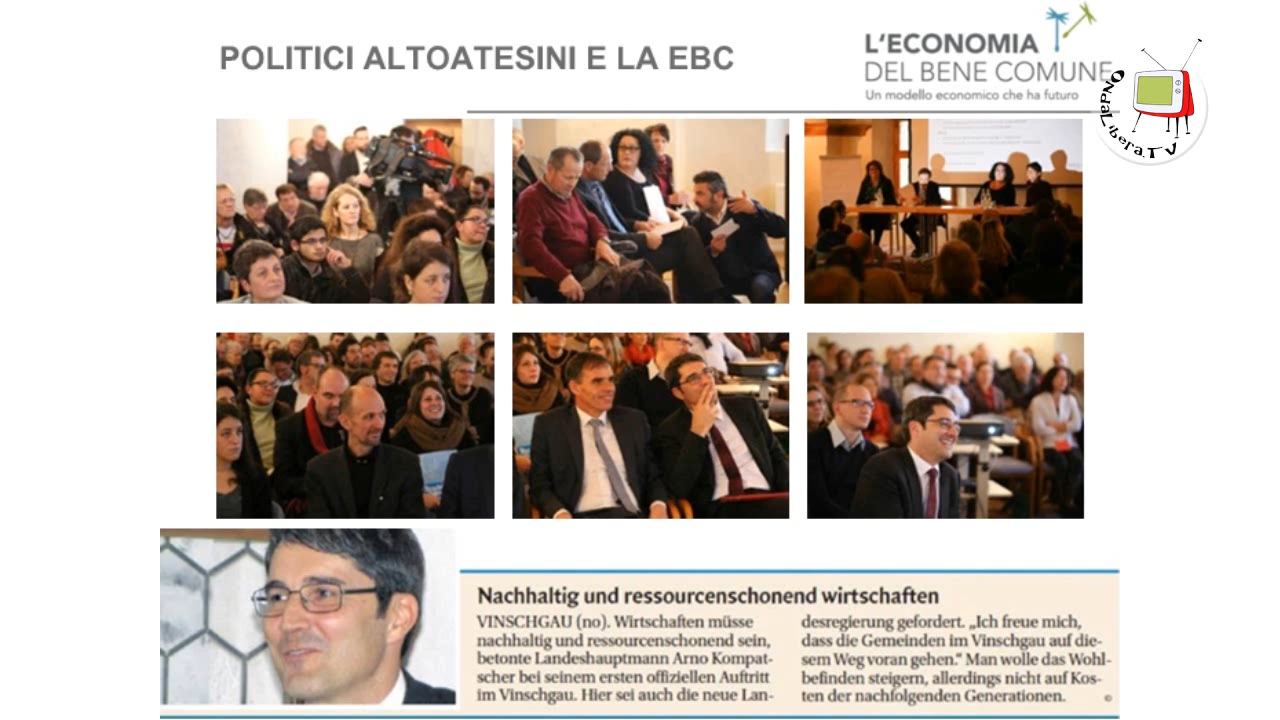 POLITICI ALTOATESINI E LA EBC
L'ECONOMIA
DEL BENE COMUNE
Un modello economico che ha futuro
OndaLibera.TV
Nachhaltig und ressourcenschonend wirtschaften
VINSCHGAU (no). Wirtschaften müsse
nachhaltig und ressourcenschonend sein,
betonte Landeshauptmann Arno Kompat-
scher bei seinem ersten offiziellen Auftritt
im Vinschgau. Hier sei auch die neue Lan-
desregierung gefordert. „Ich freue mich,
dass die Gemeinden im Vinschgau auf die-
sem Weg voran gehen.“ Man wolle das Wohl-
befinden steigern, allerdings nicht auf Kos-
ten der nachfolgenden Generationen. ©